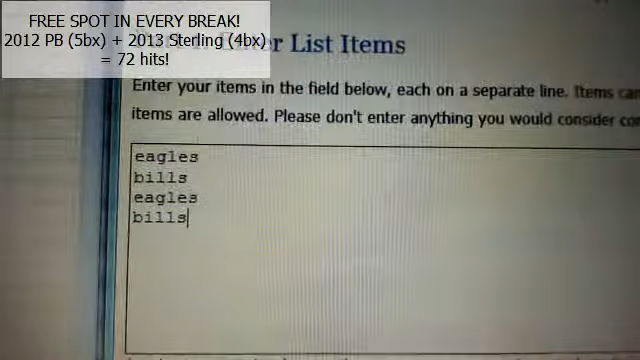 FREE SPOT IN EVERY BREAK!
2012 PB (5bx) + 2013 Sterling (4bx)
= 72 hits!
Enter List Items
Enter your items in the field below, each on a separate line. Items can
items are allowed. Please don't enter anything you would consider
eagles
bills
eagles
bills